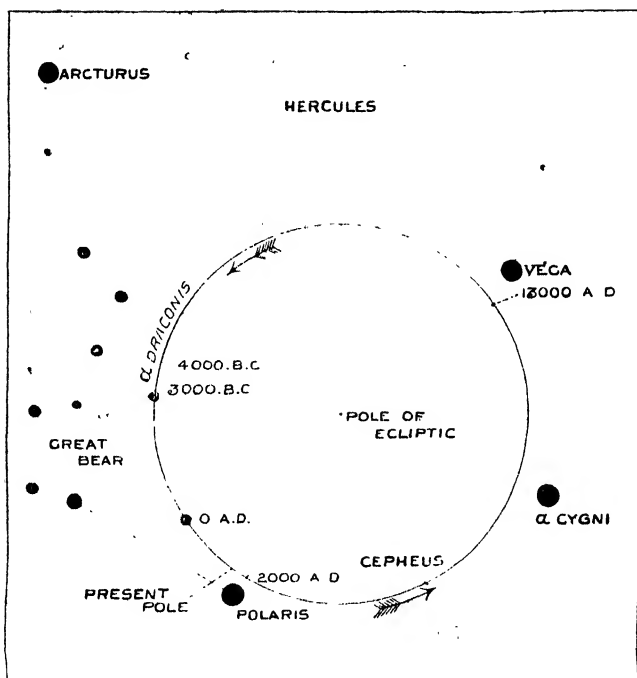 ARCTURUS
HERCULES
VEGA
13000 A D
α DRACONIS
4000.B.C
3000.B.C
POLE OF
ECLIPTIC
GREAT
BEAR
α CYGNI
0 A.D.
CEPHEUS
2000 A D
PRESENT
POLE
POLARIS